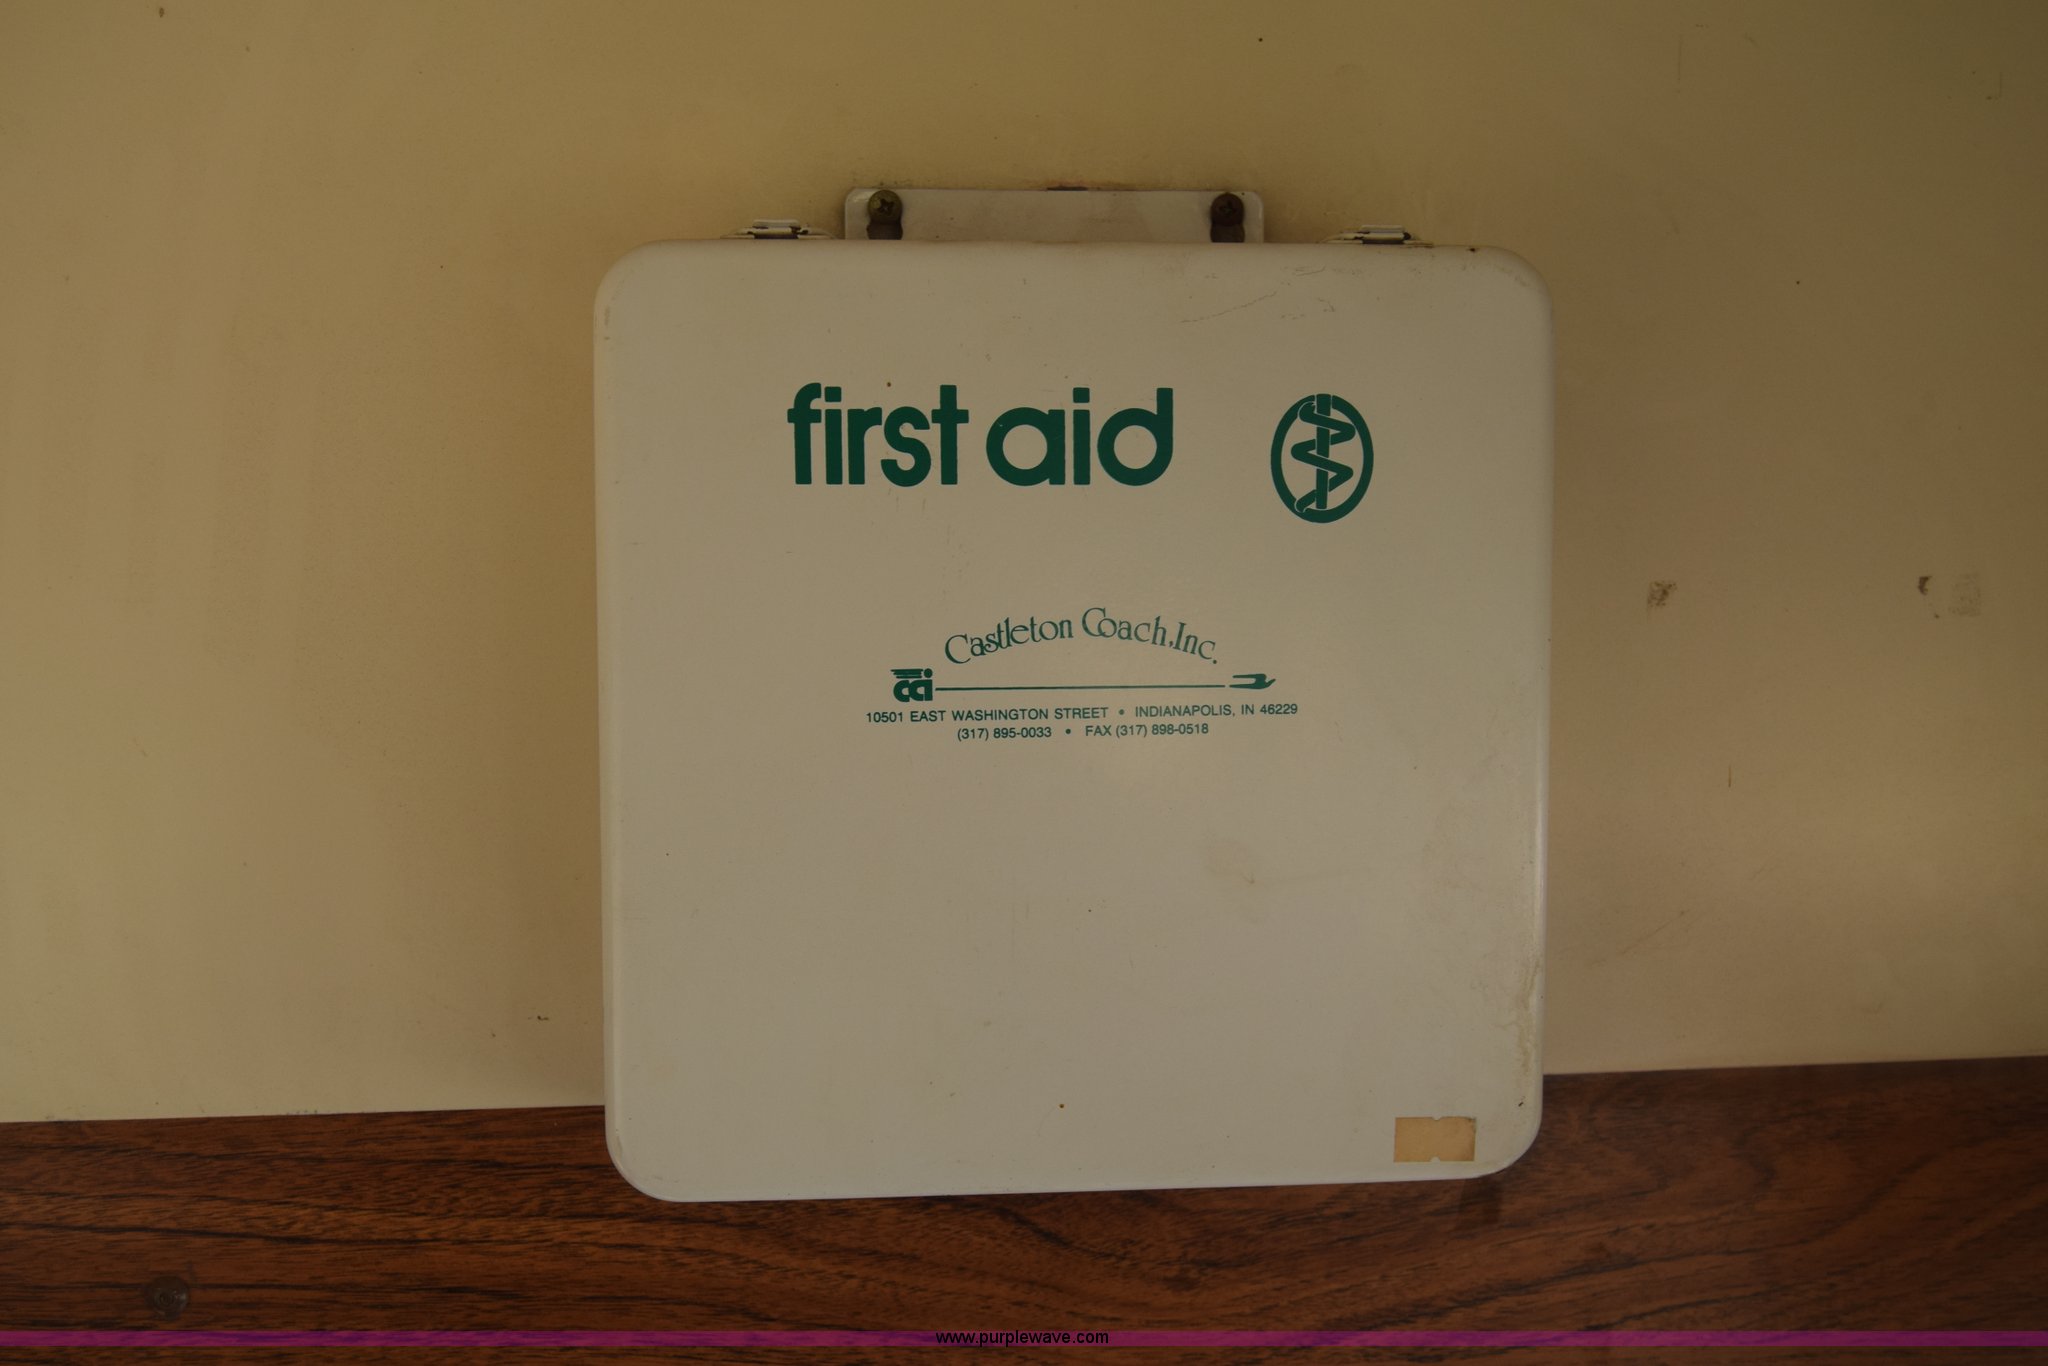 first aid
Castleton Coach, Inc.
cci
10501 EAST WASHINGTON STREET • INDIANAPOLIS, IN 46229
(317) 895-0033 • FAX (317) 898-0518
www.purplewave.com